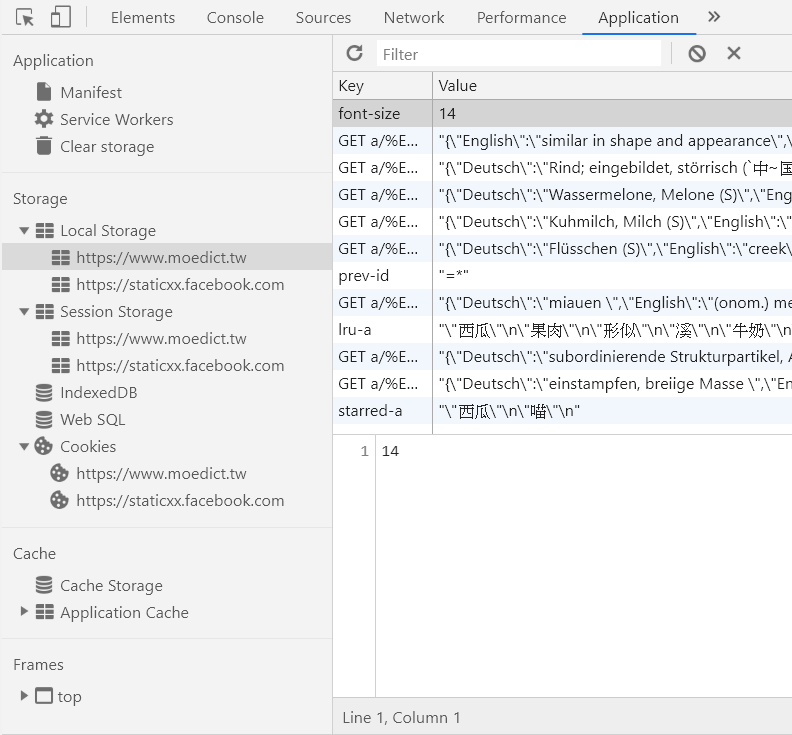 Elements Console Sources Network Performance Application »
Application
Manifest
Service Workers
Clear storage
Storage
Local Storage
https://www.moedict.tw
https://staticxx.facebook.com
Session Storage
https://www.moedict.tw
https://staticxx.facebook.com
IndexedDB
Web SQL
Cookies
https://www.moedict.tw
https://staticxx.facebook.com
Cache
Cache Storage
Application Cache
Frames
top
Filter
Key Value
font-size 14
GET a/%E... "{\"English\":\"similar in shape and appearance\",\
GET a/%E... "{\"Deutsch\":\"Rind; eingebildet, störrisch (`中~国
GET a/%E... "{\"Deutsch\":\"Wassermelone, Melone (S)\",\"Eng
GET a/%E... "{\"Deutsch\":\"Kuhmilch, Milch (S)\",\"English\":\"
GET a/%E... "{\"Deutsch\":\"Flüsschen (S)\",\"English\":\"creek\
prev-id "=*"
GET a/%E... "{\"Deutsch\":\"miauen \",\"English\":\"(onom.) me
lru-a "\"西瓜\"\n\"果肉\"\n\"形似\"\n\"溪\"\n\"牛奶\"\n
GET a/%E... "{\"Deutsch\":\"subordinierende Strukturpartikel, A
GET a/%E... "{\"Deutsch\":\"einstampfen, breiige Masse \",\"En
starred-a "\"西瓜\"\n\"喵\"\n"
1 14
Line 1, Column 1